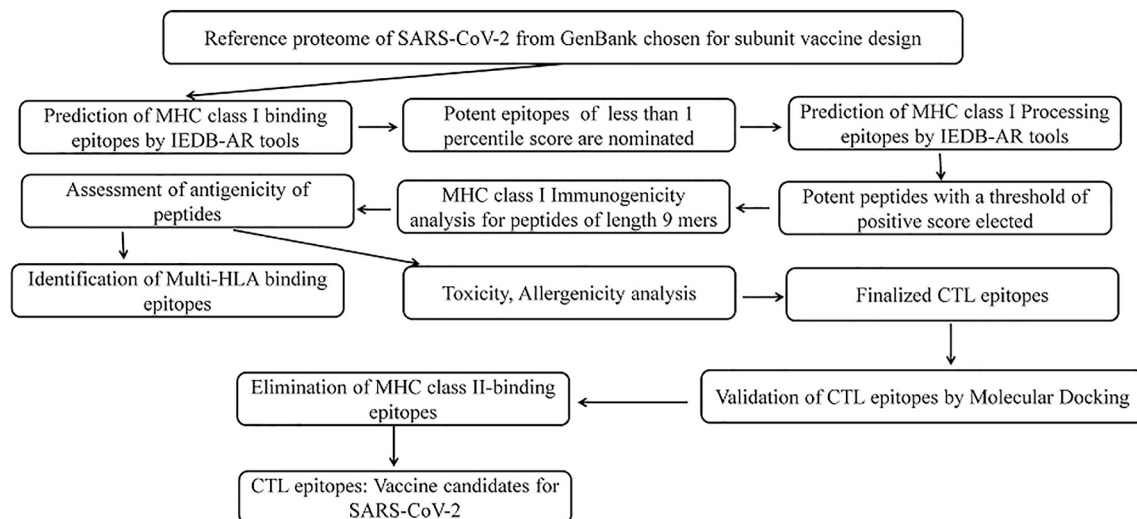 Reference proteome of SARS-CoV-2 from GenBank chosen for subunit vaccine design
Prediction of MHC class I binding
epitopes by IEDB-AR tools
Potent epitopes of less than 1
percentile score are nominated
Prediction of MHC class I Processing
epitopes by IEDB-AR tools
Assessment of antigenicity of
peptides
MHC class I Immunogenicity
analysis for peptides of length 9 mers
Potent peptides with a threshold of
positive score elected
Identification of Multi-HLA binding
epitopes
Toxicity, Allergenicity analysis
Finalized CTL epitopes
Elimination of MHC class II-binding
epitopes
Validation of CTL epitopes by Molecular Docking
CTL epitopes: Vaccine candidates for
SARS-CoV-2